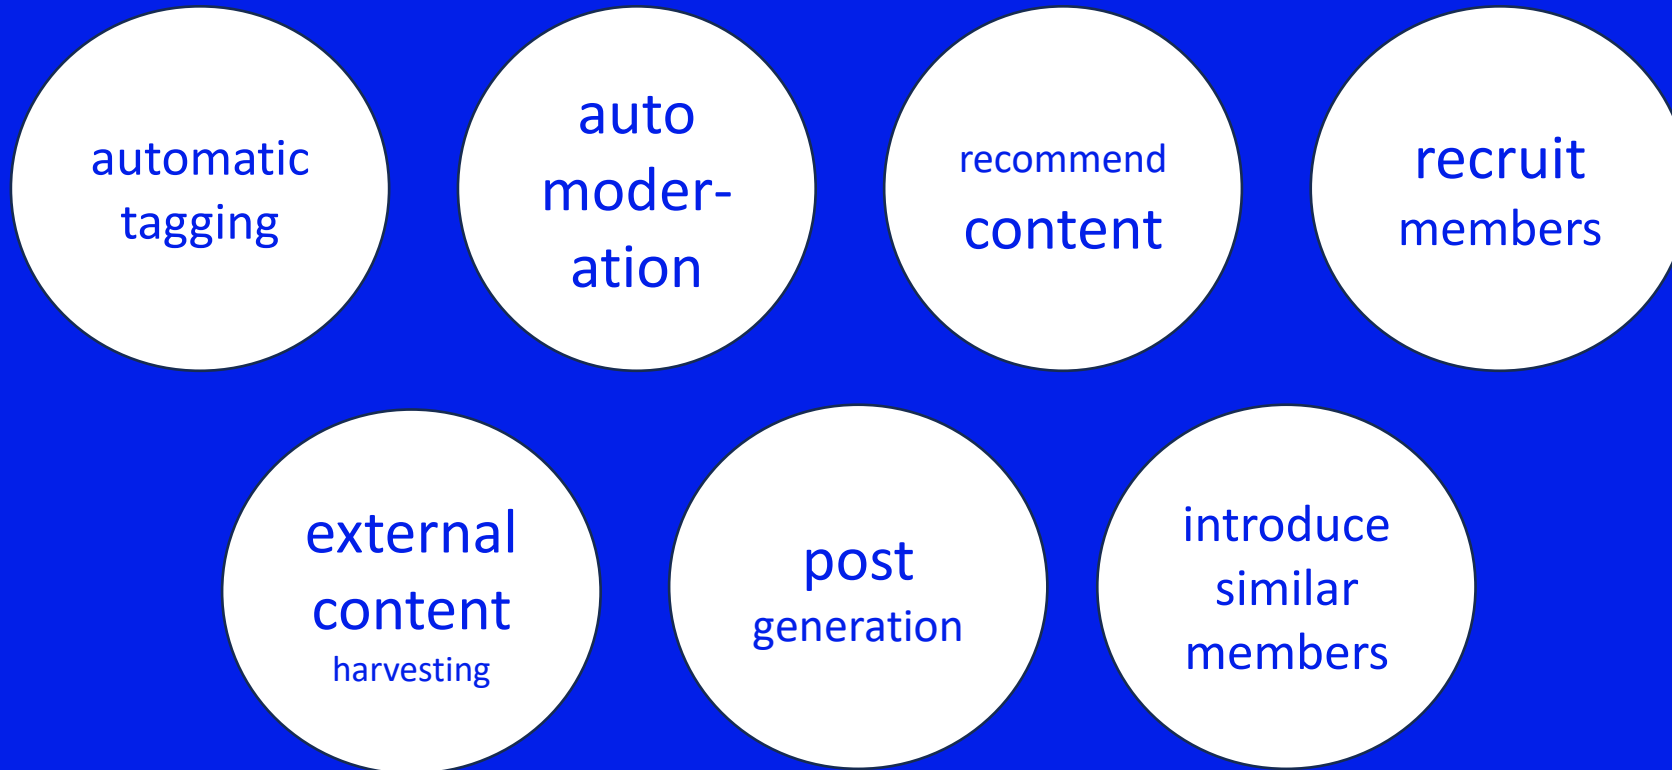 automatic
tagging
auto
moder-
ation
recommend
content
recruit
members
external
content
harvesting
post
generation
introduce
similar
members